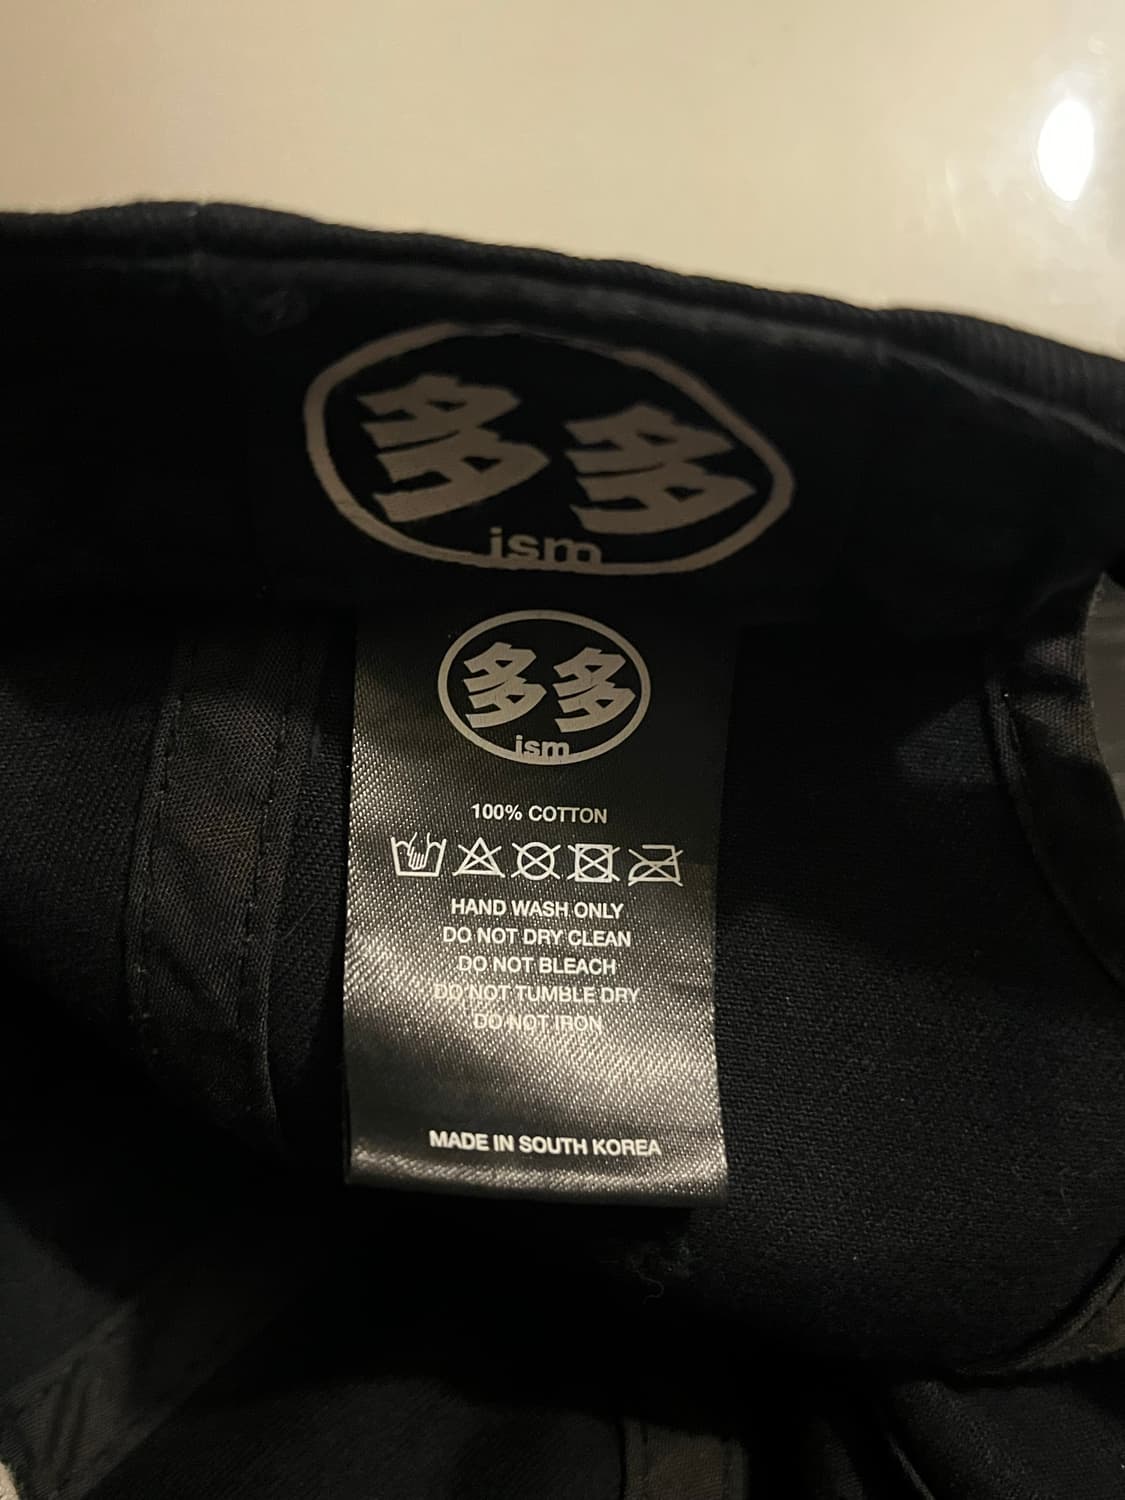 多多
ism
多多
ism
100% COTTON
HAND WASH ONLY
DO NOT DRY CLEAN
DO NOT BLEACH
DO NOT TUMBLE DRY
DO NOT IRON
MADE IN SOUTH KOREA